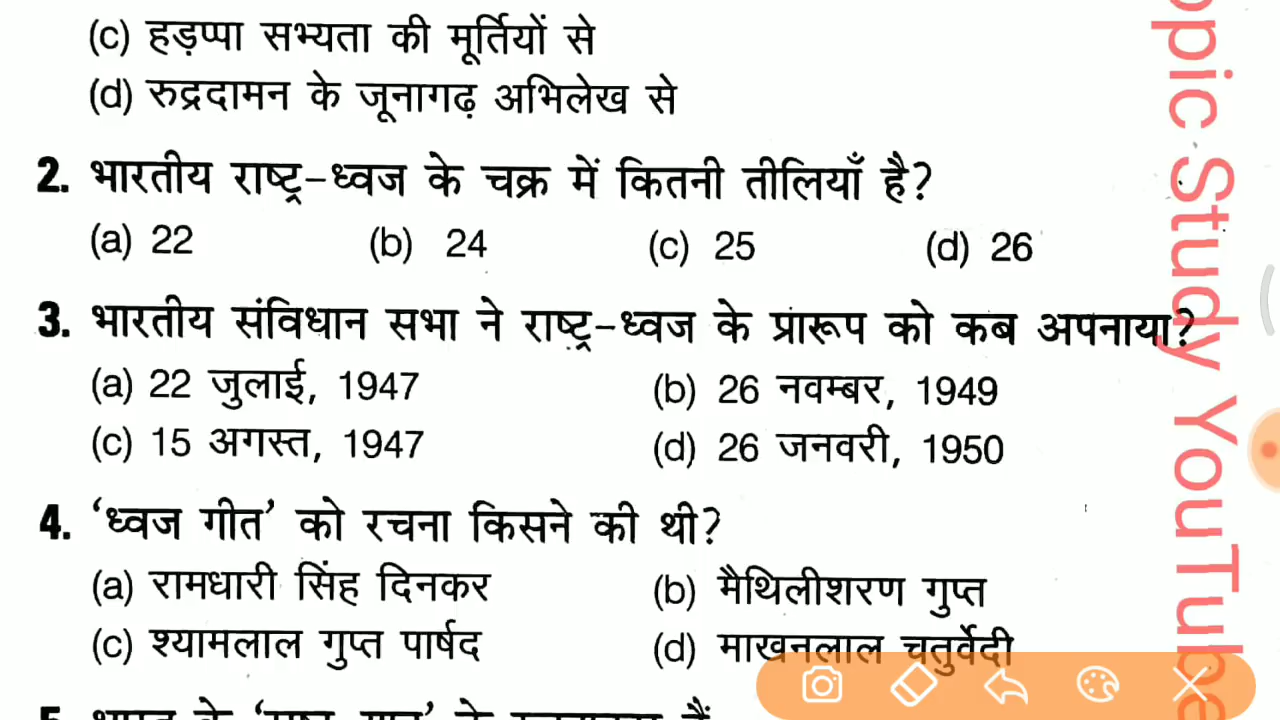 (c) हड़प्पा सभ्यता की मूर्तियों से
(d) रुद्रदामन के जूनागढ़ अभिलेख से
2. भारतीय राष्ट्र-ध्वज के चक्र में कितनी तीलियाँ है?
(a) 22 (b) 24 (c) 25 (d) 26
3. भारतीय संविधान सभा ने राष्ट्र-ध्वज के प्रारूप को कब अपनाया?
(a) 22 जुलाई, 1947 (b) 26 नवम्बर, 1949
(c) 15 अगस्त, 1947 (d) 26 जनवरी, 1950
4. ‘ध्वज गीत’ को रचना किसने की थी?
(a) रामधारी सिंह दिनकर (b) मैथिलीशरण गुप्त
(c) श्यामलाल गुप्त पार्षद (d) माखनलाल चतुर्वेदी
5. भारत के
Study YouTube